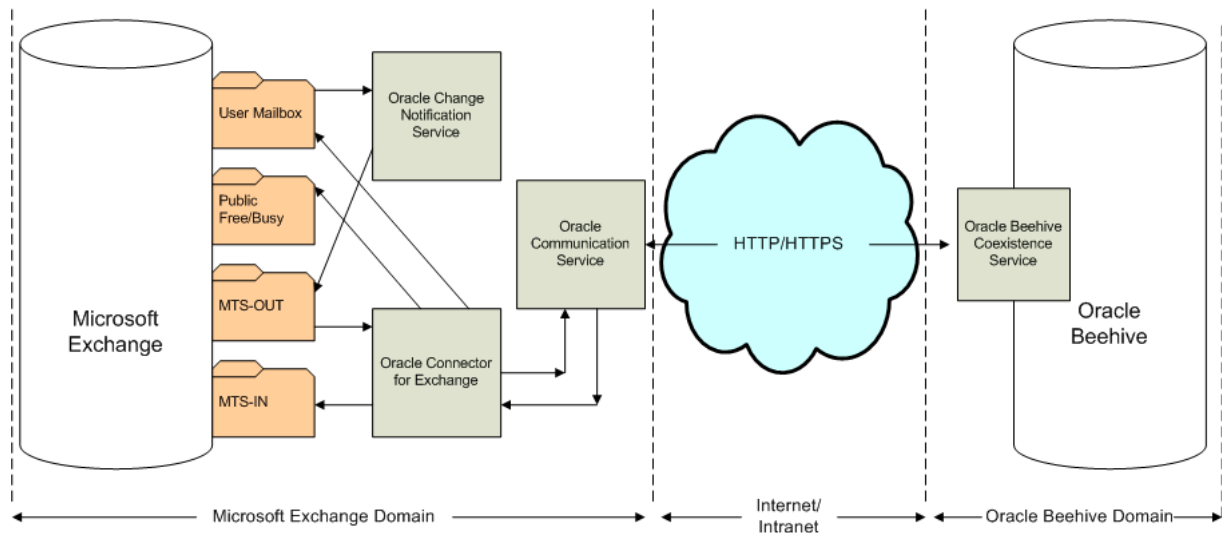 Microsoft
Exchange
User Mailbox
Public
Free/Busy
MTS-OUT
MTS-IN
Oracle Change
Notification
Service
Oracle Connector
for Exchange
Oracle
Communication
Service
HTTP/HTTPS
Oracle Beehive
Coexistence
Service
Oracle
Beehive
Microsoft Exchange Domain
Internet/
Intranet
Oracle Beehive Domain